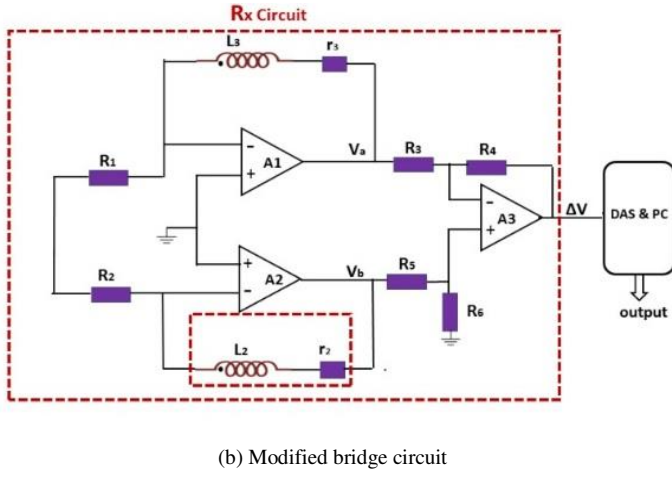 Rx Circuit
L3
r3
R1
-
A1
+
Va
R3
R4
-
A3
+
ΔV
DAS & PC
output
R2
+
A2
-
Vb
R5
R6
L2
r2
(b) Modified bridge circuit